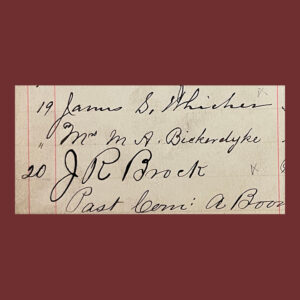 19 James S. Whicher
" Mrs M A. Bickerdyke
20 J R Brock
Past Com: A Boon